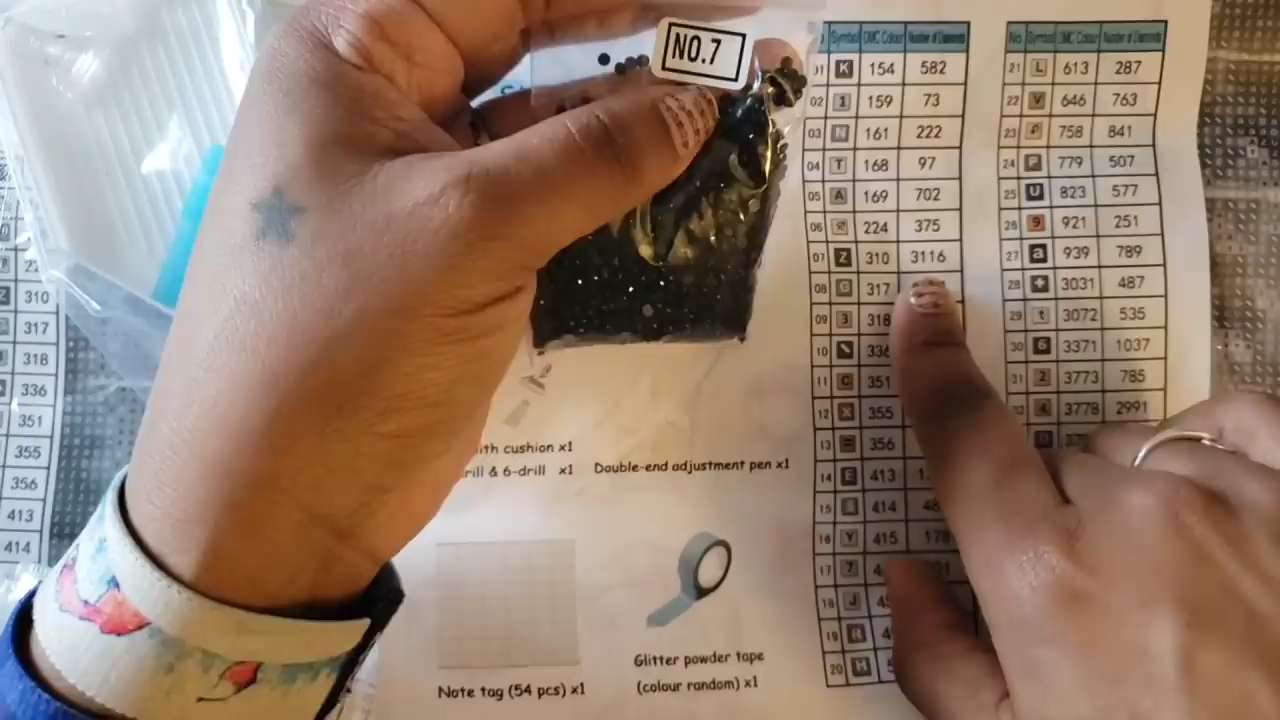 NO.7
Symbol DMC Colour Number of Diamonds
01 K 154 582
02 1 159 73
03 N 161 222
04 T 168 97
05 A 169 702
06 224 375
07 Z 310 3116
08 G 317
09 3 318
10 336
11 C 351
12 X 355
13 = 356
14 E 413
15 8 414
16 Y 415 178
17 7
18 J
19 R
20 H
No Symbol DMC Colour Number of Diamonds
21 L 613 287
22 V 646 763
23 758 841
24 P 779 507
25 U 823 577
26 9 921 251
27 a 939 789
28 + 3031 487
29 t 3072 535
30 6 3371 1037
31 2 3773 785
4 3778 2991
310
317
318
336
351
355
356
413
414
ith cushion x1
rill & 6-drill x1
Double-end adjustment pen x1
Note tag (54 pcs) x1
Glitter powder tape
(colour random) x1